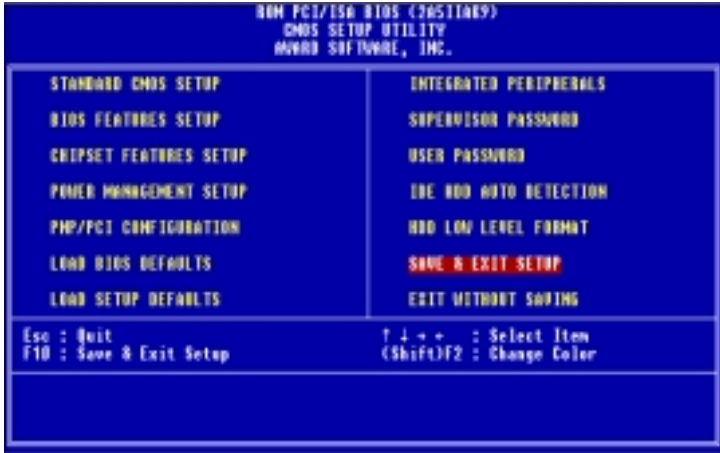 ROM PCI/ISA BIOS (2A5IIAK9)
CMOS SETUP UTILITY
AWARD SOFTWARE, INC.
STANDARD CMOS SETUP
BIOS FEATURES SETUP
CHIPSET FEATURES SETUP
POWER MANAGEMENT SETUP
PNP/PCI CONFIGURATION
LOAD BIOS DEFAULTS
LOAD SETUP DEFAULTS
INTEGRATED PERIPHERALS
SUPERVISOR PASSWORD
USER PASSWORD
IDE HDD AUTO DETECTION
HDD LOW LEVEL FORMAT
SAVE & EXIT SETUP
EXIT WITHOUT SAVING
Esc : Quit
F10 : Save & Exit Setup
↑ ↓ → ← : Select Item
(Shift)F2 : Change Color